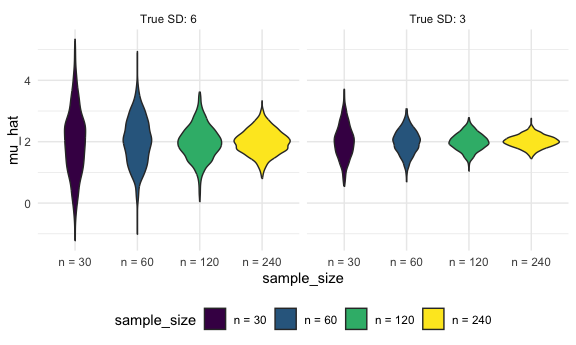 True SD: 6
True SD: 3
mu_hat
4
2
0
n = 30
n = 60
n = 120
n = 240
n = 30
n = 60
n = 120
n = 240
sample_size
sample_size
n = 30
n = 60
n = 120
n = 240